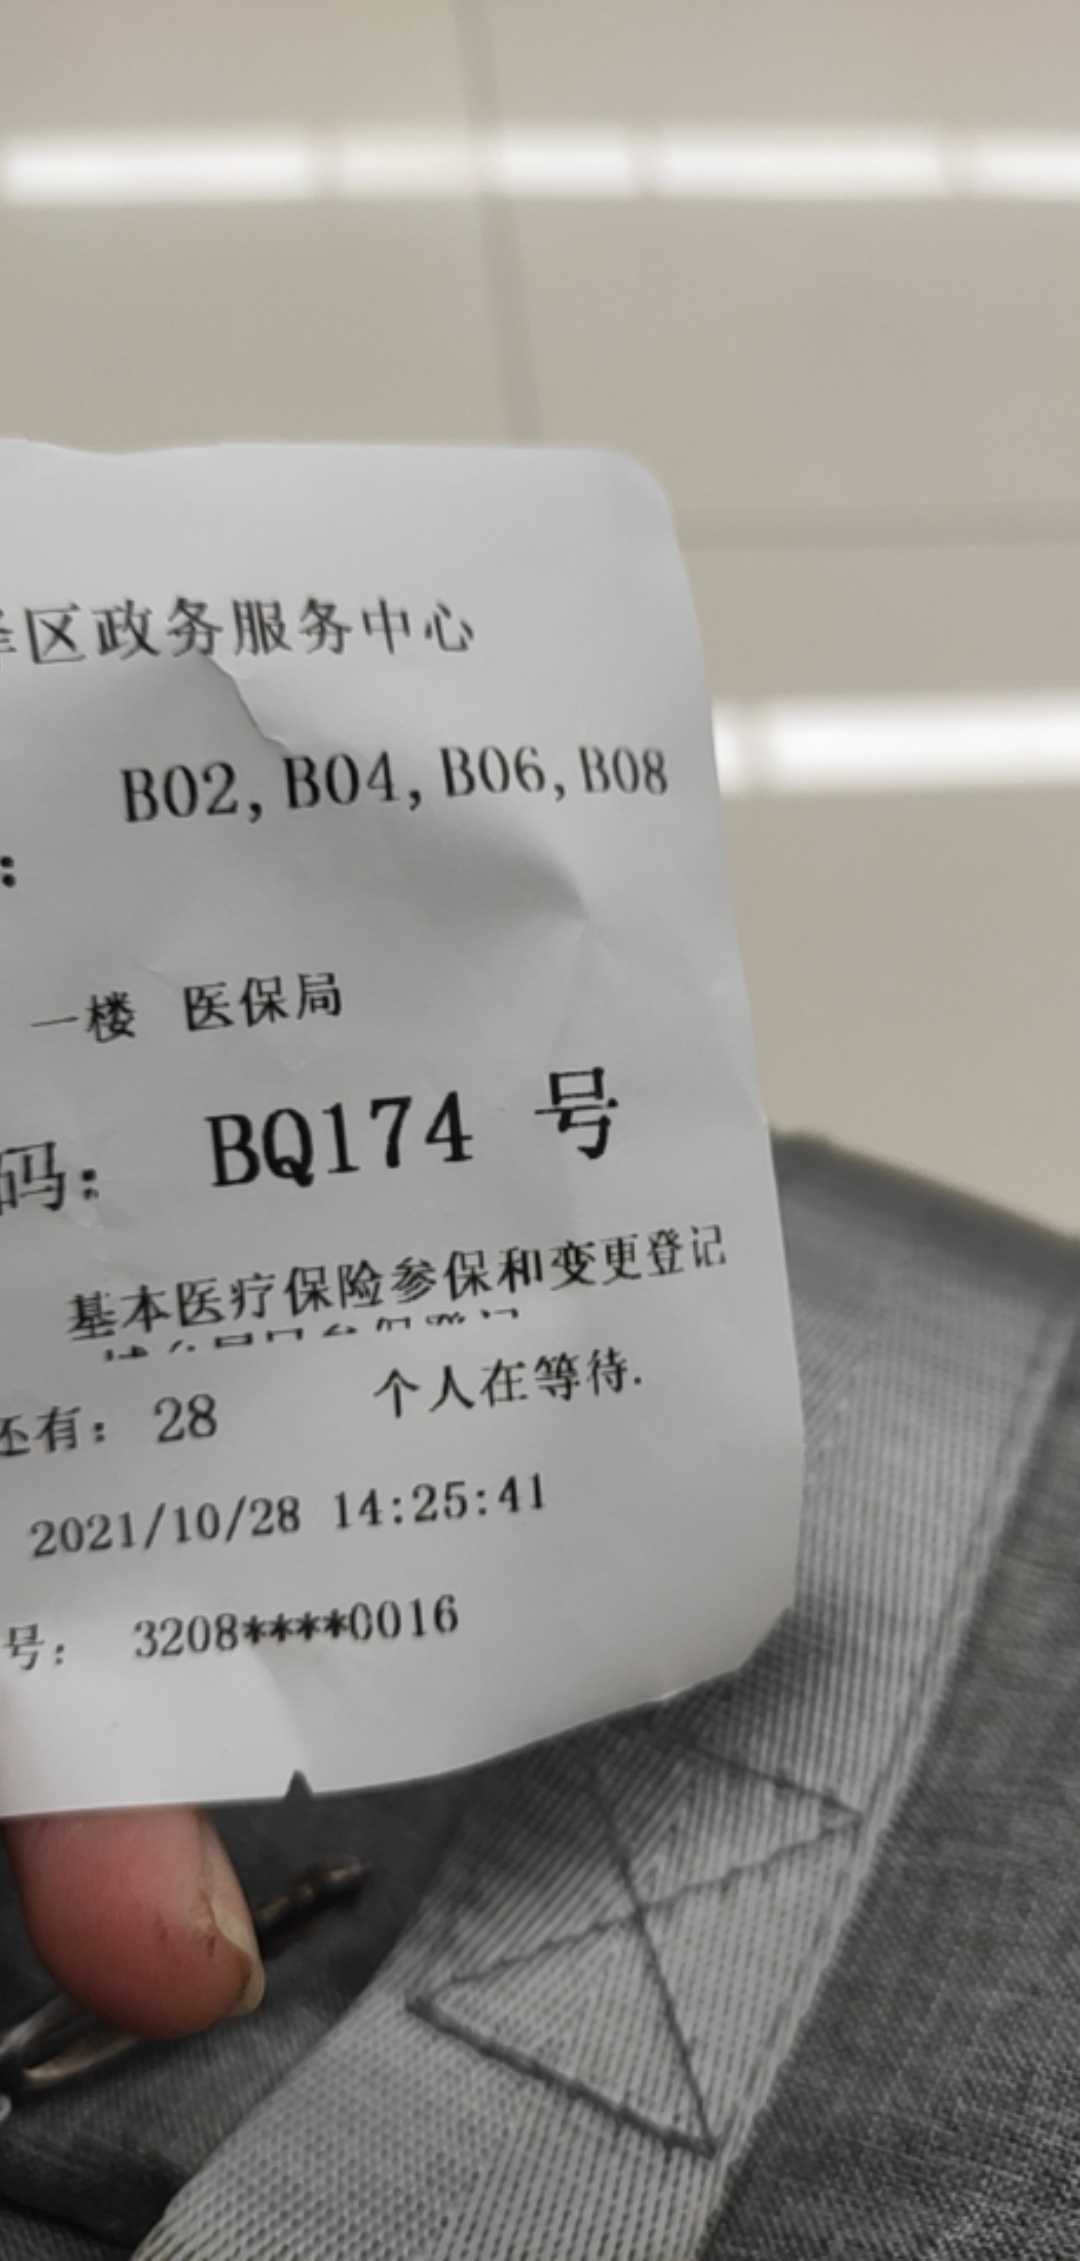 区政务服务中心
B02,B04,B06,B08
:
一楼 医保局
码: BQ174 号
基本医疗保险参保和变更登记
还有: 28 个人在等待.
2021/10/28 14:25:41
号: 3208****0016